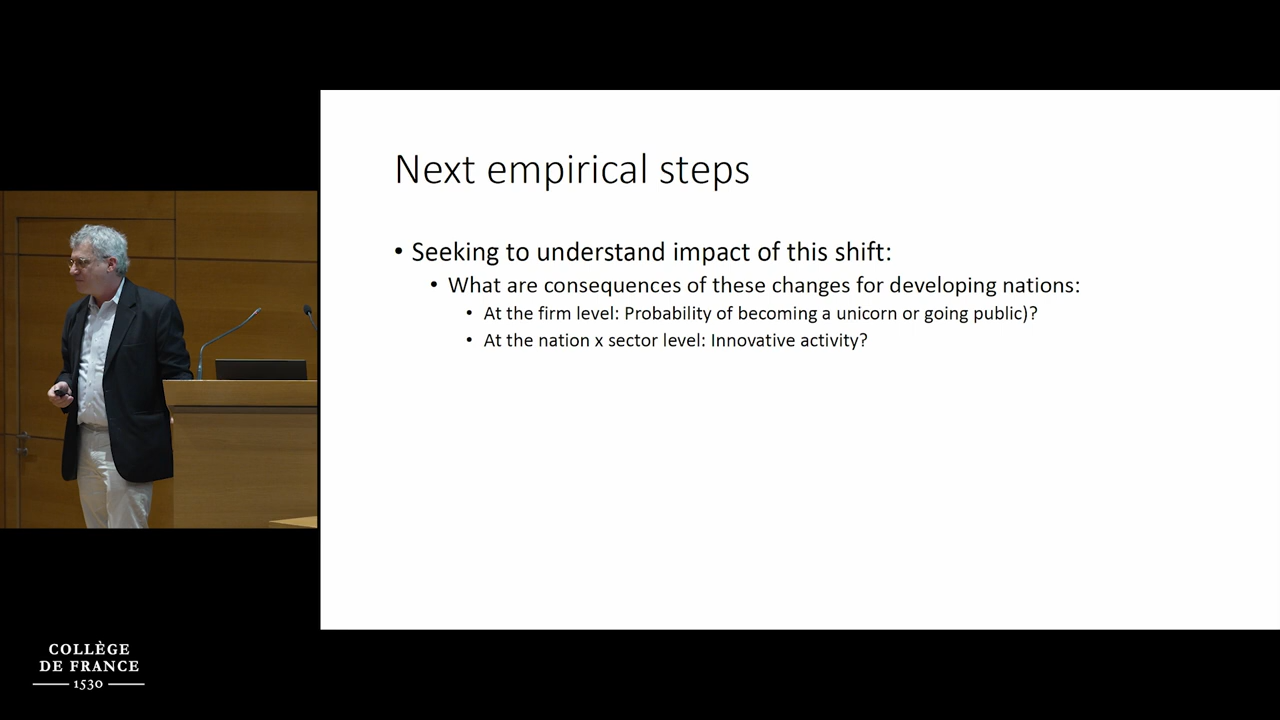 Next empirical steps
• Seeking to understand impact of this shift:
• What are consequences of these changes for developing nations:
• At the firm level: Probability of becoming a unicorn or going public)?
• At the nation x sector level: Innovative activity?
COLLÈGE
DE FRANCE
1530